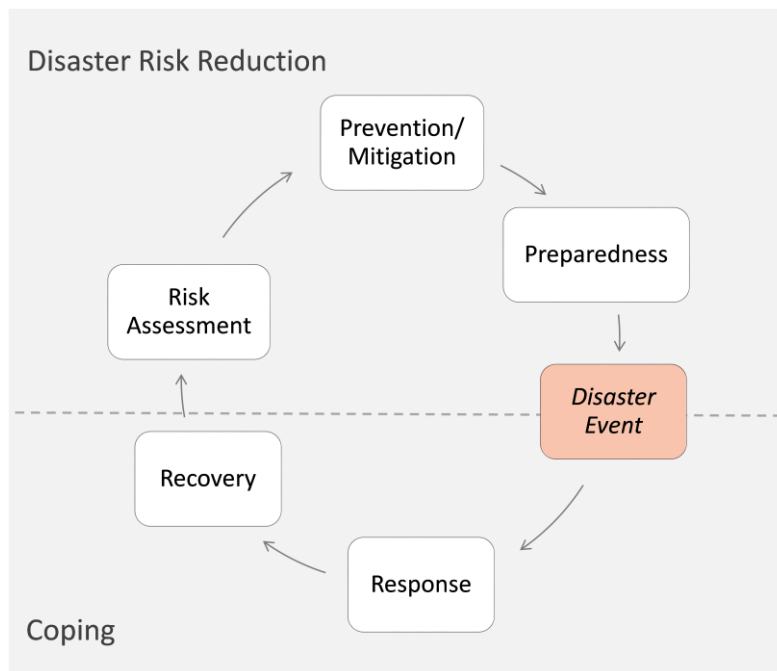 Disaster Risk Reduction
Prevention/
Mitigation
Preparedness
Risk
Assessment
Disaster
Event
Recovery
Response
Coping